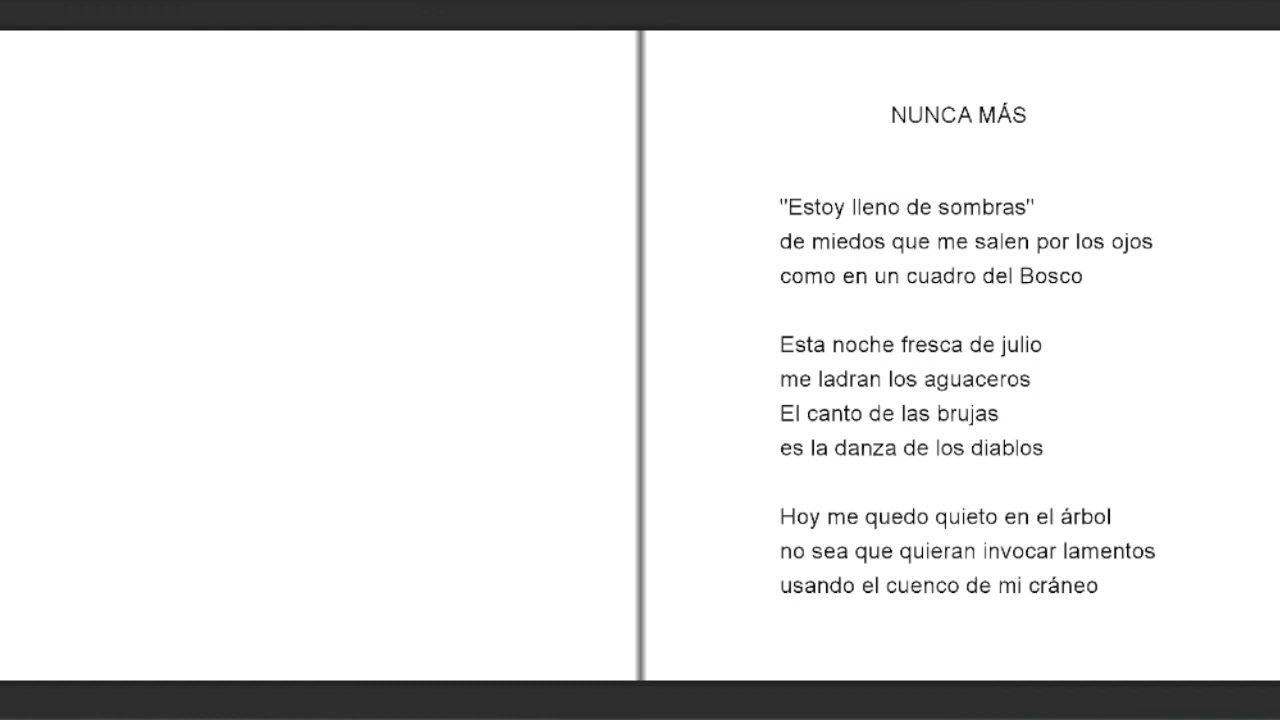 NUNCA MÁS
"Estoy lleno de sombras"
de miedos que me salen por los ojos
como en un cuadro del Bosco
Esta noche fresca de julio
me ladran los aguaceros
El canto de las brujas
es la danza de los diablos
Hoy me quedo quieto en el árbol
no sea que quieran invocar lamentos
usando el cuenco de mi cráneo